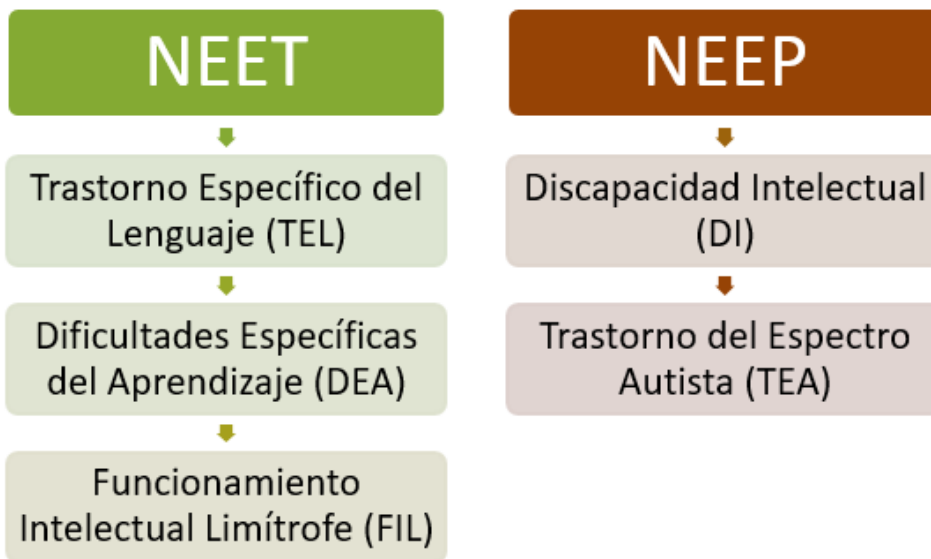 NEET
Trastorno Específico del
Lenguaje (TEL)
Dificultades Específicas
del Aprendizaje (DEA)
Funcionamiento
Intelectual Limítrofe (FIL)
NEEP
Discapacidad Intelectual
(DI)
Trastorno del Espectro
Autista (TEA)